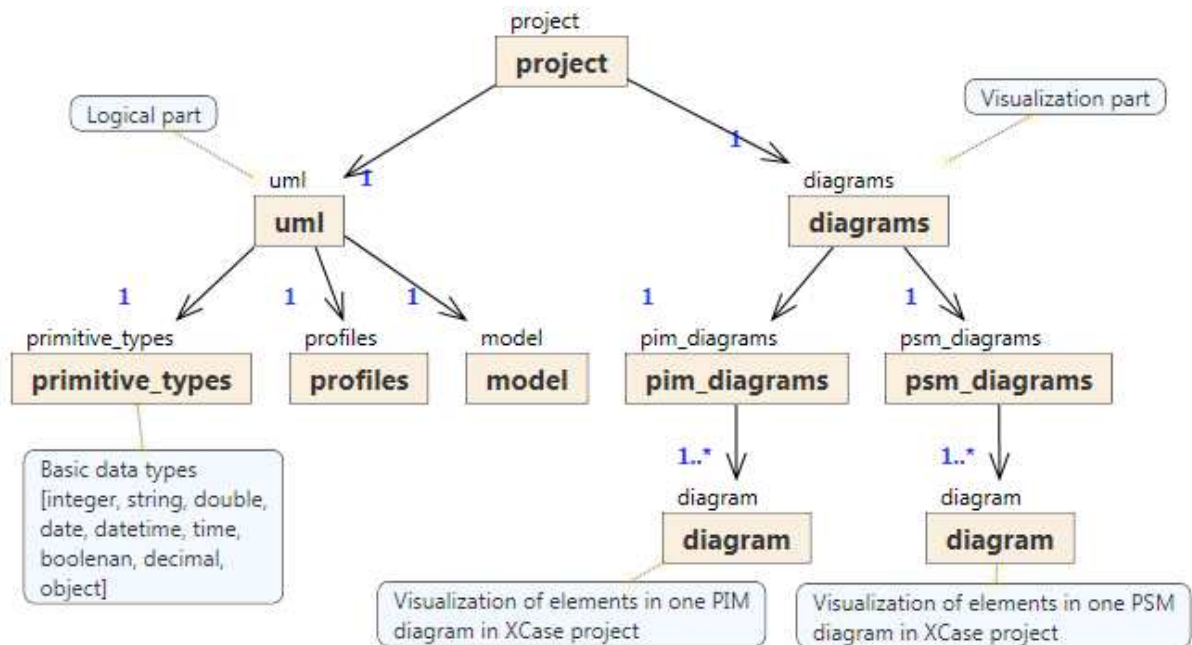 project
project
Logical part
Visualization part
1
1
uml
diagrams
uml
diagrams
1
1
1
1
1
primitive_types
profiles
model
pim_diagrams
psm_diagrams
primitive_types
profiles
model
pim_diagrams
psm_diagrams
Basic data types
[integer, string, double,
date, datetime, time,
boolenan, decimal,
object]
1..*
1..*
diagram
diagram
diagram
diagram
Visualization of elements in one PIM
diagram in XCase project
Visualization of elements in one PSM
diagram in XCase project